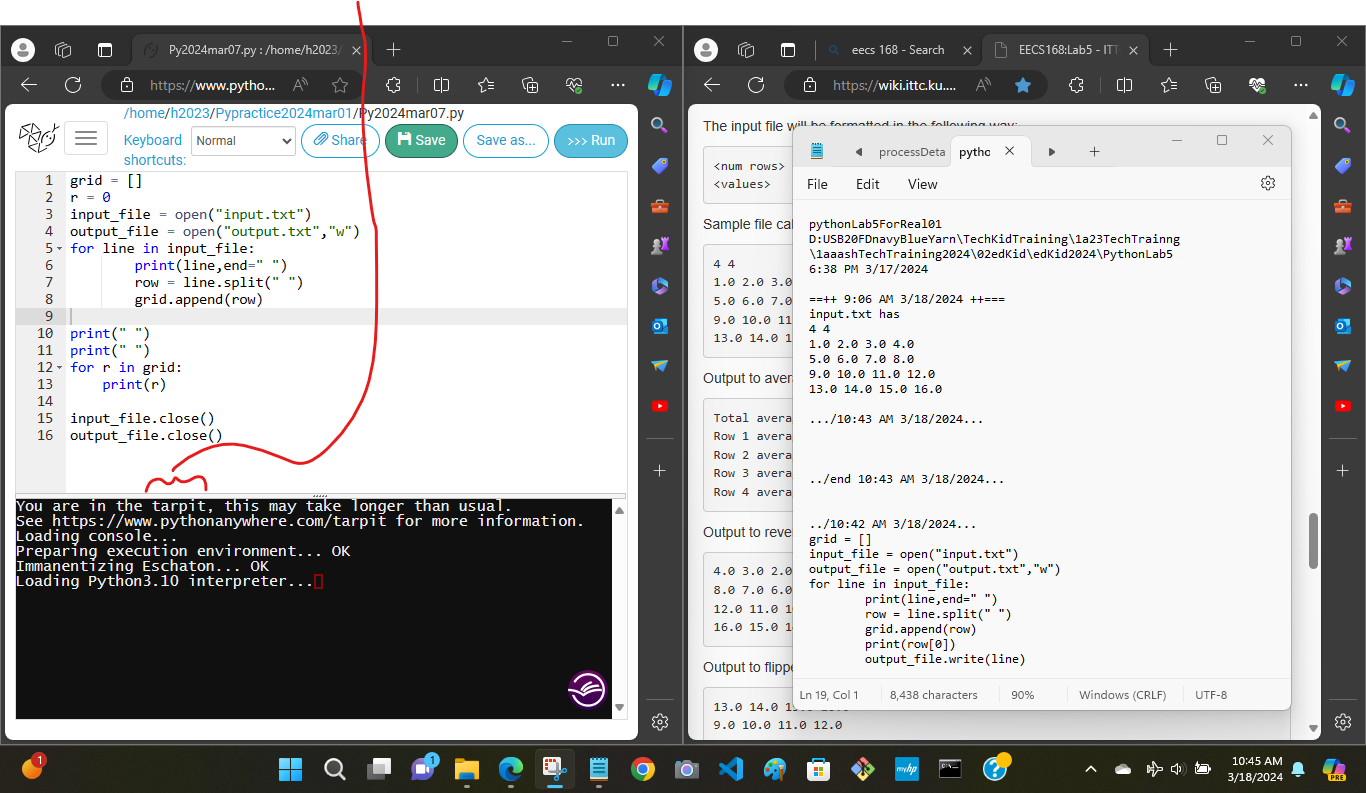 Py2024mar07.py : /home/h2023/
https://www.pytho...
/home/h2023/Pypractice2024mar01/Py2024mar07.py
Keyboard shortcuts:
Normal
Share
Save
Save as...
>>> Run
1 grid = []
2 r = 0
3 input_file = open("input.txt")
4 output_file = open("output.txt","w")
5 for line in input_file:
6         print(line,end=" ")
7         row = line.split(" ")
8         grid.append(row)
9
10 print(" ")
11 print(" ")
12 for r in grid:
13     print(r)
14
15 input_file.close()
16 output_file.close()
You are in the tarpit, this may take longer than usual.
See https://www.pythonanywhere.com/tarpit for more information.
Loading console...
Preparing execution environment... OK
Immanentizing Eschaton... OK
Loading Python3.10 interpreter...
eecs 168 - Search
EECS168:Lab5 - ITT
https://wiki.ittc.ku....
The input file will be formatted in the following way:
<num rows>
<values>
Sample file cal
4 4
1.0 2.0 3.0
5.0 6.0 7.0
9.0 10.0 11
13.0 14.0 1
Output to avera
Total avera
Row 1 avera
Row 2 avera
Row 3 avera
Row 4 avera
Output to reve
4.0 3.0 2.0
8.0 7.0 6.0
12.0 11.0 10
16.0 15.0 1
Output to flippe
13.0 14.0 15.0 16.0
9.0 10.0 11.0 12.0
processDeta
pytho
File
Edit
View
pythonLab5ForReal01
D:USB20FDnavyBlueYarn\TechKidTraining\1a23TechTrainng
\1aaashTechTraining2024\02edKid\edKid2024\PythonLab5
6:38 PM 3/17/2024
==++ 9:06 AM 3/18/2024 ++===
input.txt has
4 4
1.0 2.0 3.0 4.0
5.0 6.0 7.0 8.0
9.0 10.0 11.0 12.0
13.0 14.0 15.0 16.0
.../10:43 AM 3/18/2024...
../end 10:43 AM 3/18/2024...
../10:42 AM 3/18/2024...
grid = []
input_file = open("input.txt")
output_file = open("output.txt","w")
for line in input_file:
        print(line,end=" ")
        row = line.split(" ")
        grid.append(row)
        print(row[0])
        output_file.write(line)
Ln 19, Col 1
8,438 characters
90%
Windows (CRLF)
UTF-8
1
1
myhp
PRE
10:45 AM
3/18/2024